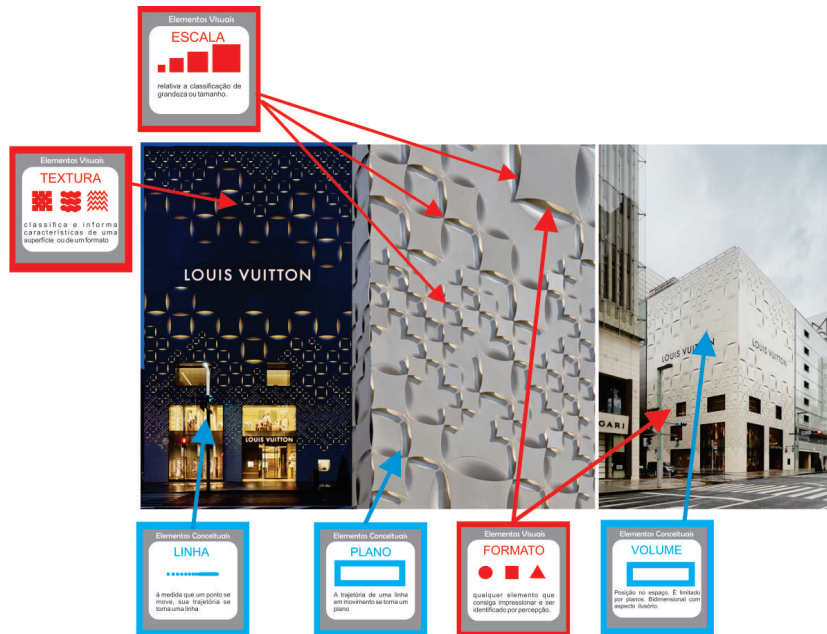 Elementos Visuais
ESCALA
relativa a classificação de
grandeza ou tamanho.
Elementos Visuais
TEXTURA
classifica e informa
características de uma
superfície ou de um formato
LOUIS VUITTON
LOUIS VUITTON
LOUIS VUITTON
LOUIS VUITTON
GARI
Elementos Conceituais
LINHA
à medida que um ponto se
move, sua trajetória se
torna uma linha
Elementos Conceituais
PLANO
A trajetória de uma linha
em movimento se torna um
plano
Elementos Visuais
FORMATO
qualquer elemento que
consiga impressionar e ser
identificado por percepção.
Elementos Conceituais
VOLUME
Posição no espaço. É limitado
por planos. Bidimensional com
aspecto ilusório.